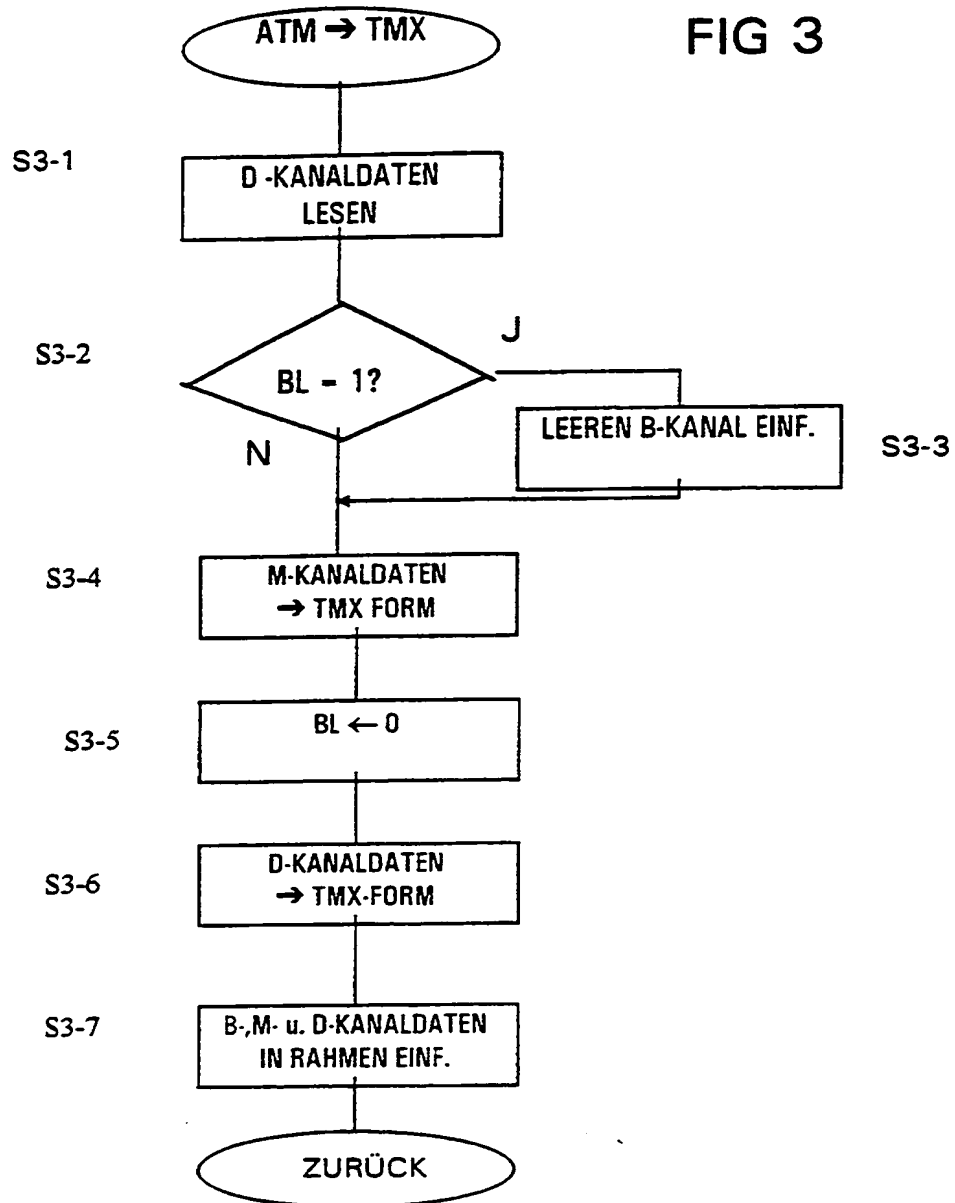 FIG 3
ATM → TMX
S3-1
D -KANALDATEN
LESEN
S3-2
BL = 1?
J
N
LEEREN B-KANAL EINF.
S3-3
S3-4
M-KANALDATEN
→ TMX FORM
S3-5
BL ← 0
S3-6
D-KANALDATEN
→ TMX-FORM
S3-7
B-,M- u. D-KANALDATEN
IN RAHMEN EINF.
ZURÜCK